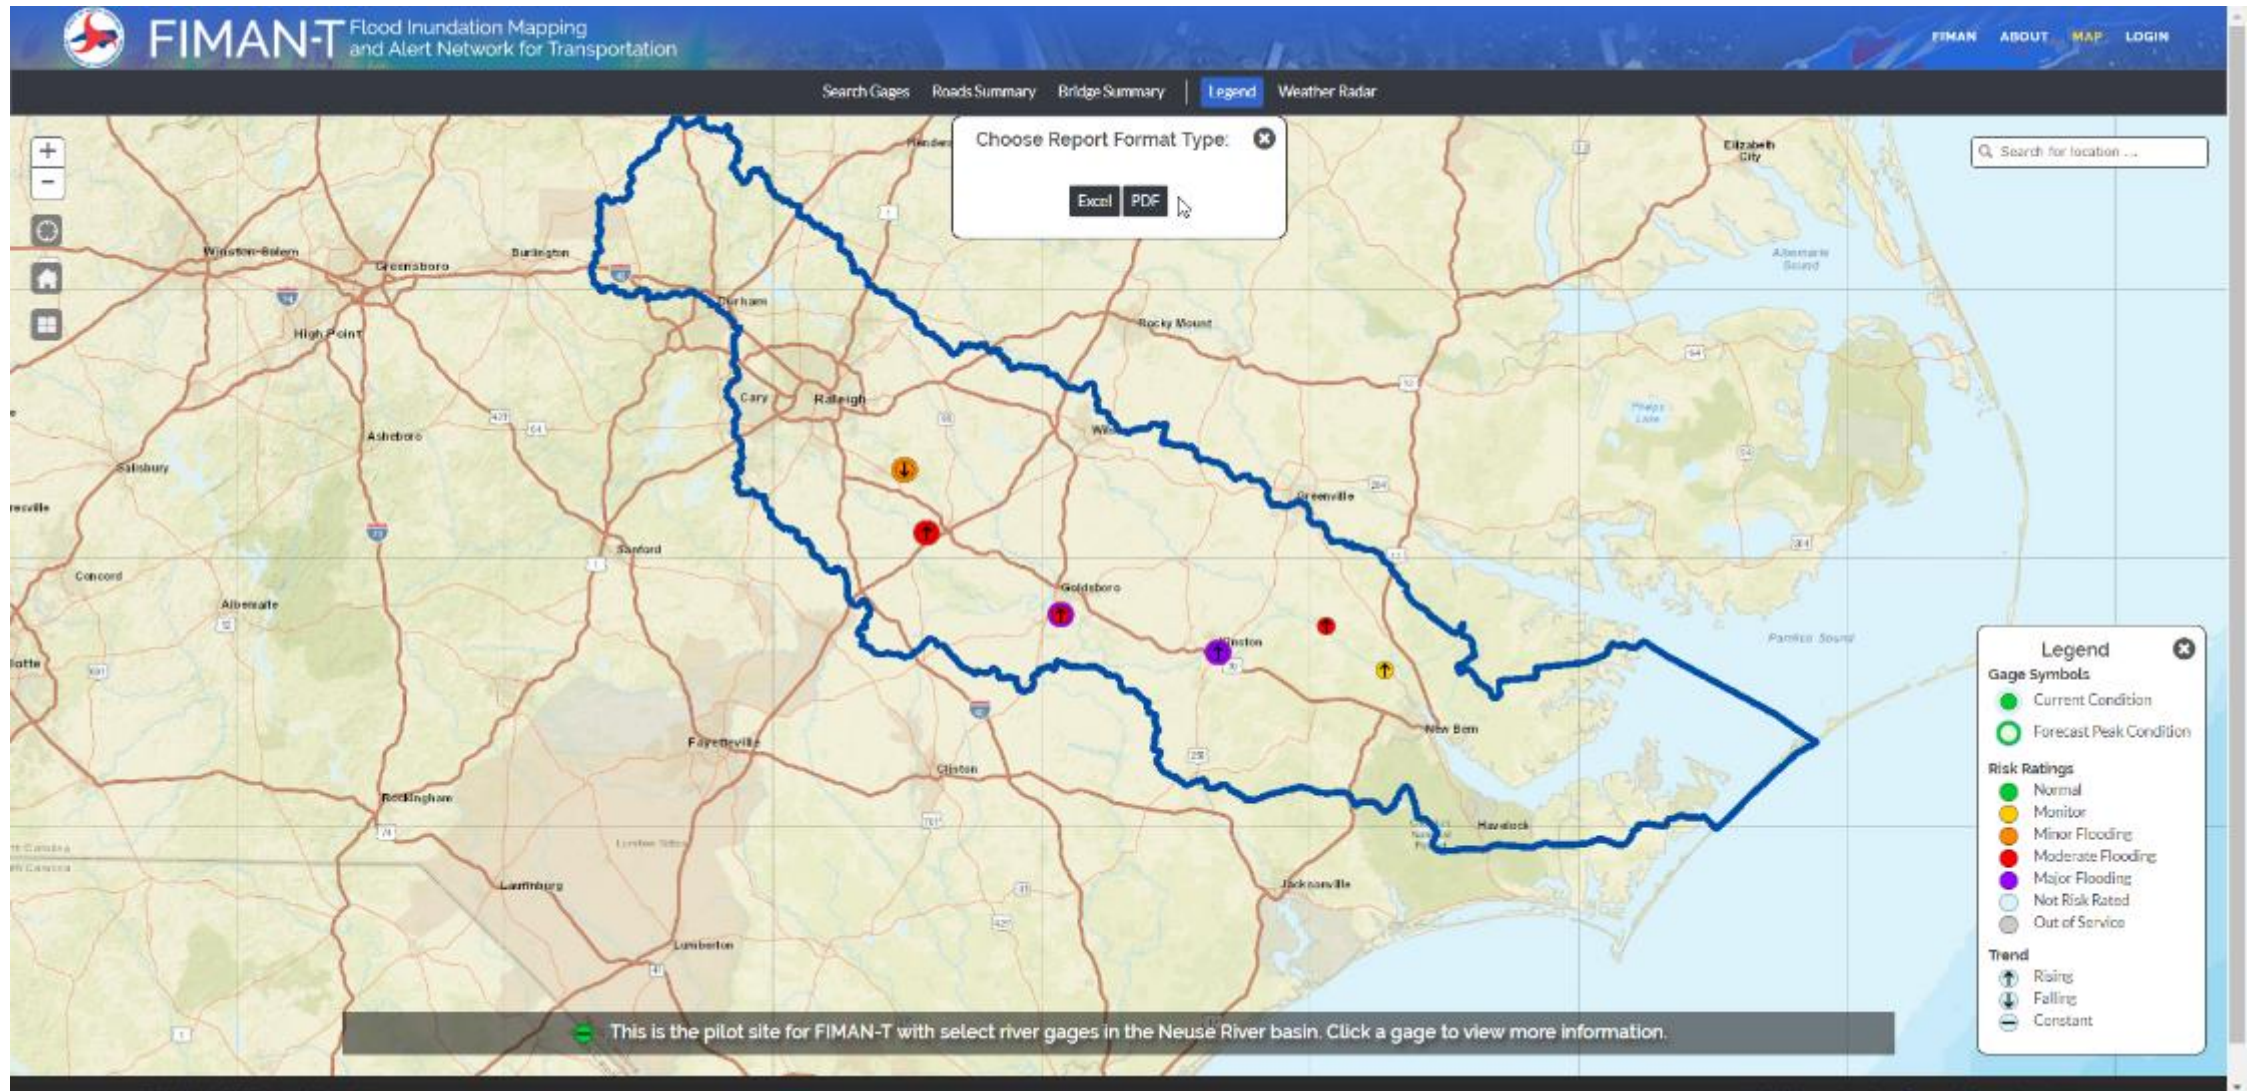 FIMAN-T
Flood Inundation Mapping
and Alert Network for Transportation
FIMAN ABOUT MAP LOGIN
Search Gages Roads Summary Bridge Summary Legend Weather Radar
Choose Report Format Type:
Excel PDF
Search for location ...
Elizabeth
City
Albemarle
Sound
Winston-Salem
Greensboro
Burlington
Durham
High Point
Rocky Mount
Cary
Raleigh
Phelps
Lake
Asheboro
Salisbury
Greenville
Sanford
Concord
Goldsboro
Albemarle
Pamlico Sound
New Bern
Fayetteville
Clinton
Rockingham
Havelock
Laurinburg
Jacksonville
Lumberton
Legend
Gage Symbols
Current Condition
Forecast Peak Condition
Risk Ratings
Normal
Monitor
Minor Flooding
Moderate Flooding
Major Flooding
Not Risk Rated
Out of Service
Trend
Rising
Falling
Constant
This is the pilot site for FIMAN-T with select river gages in the Neuse River basin. Click a gage to view more information.